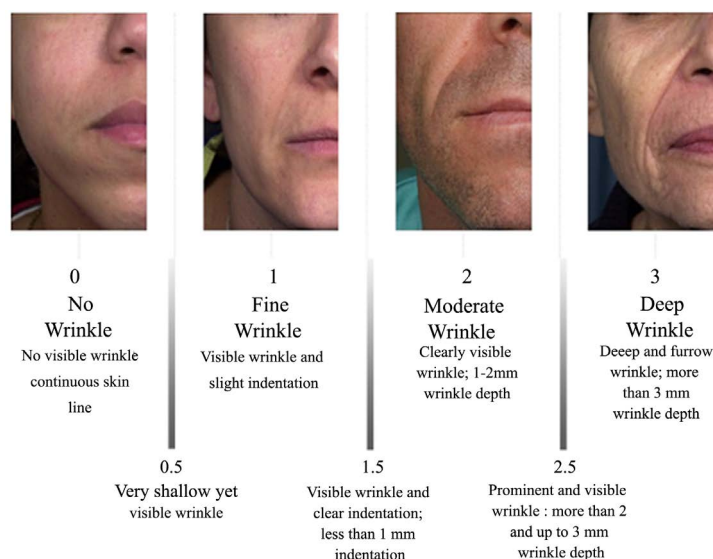 0
No
Wrinkle
No visible wrinkle
continuous skin
line
1
Fine
Wrinkle
Visible wrinkle and
slight indentation
2
Moderate
Wrinkle
Clearly visible
wrinkle; 1-2mm
wrinkle depth
3
Deep
Wrinkle
Deeep and furrow
wrinkle; more
than 3 mm
wrinkle depth
0.5
Very shallow yet
visible wrinkle
1.5
Visible wrinkle and
clear indentation;
less than 1 mm
indentation
2.5
Prominent and visible
wrinkle : more than 2
and up to 3 mm
wrinkle depth